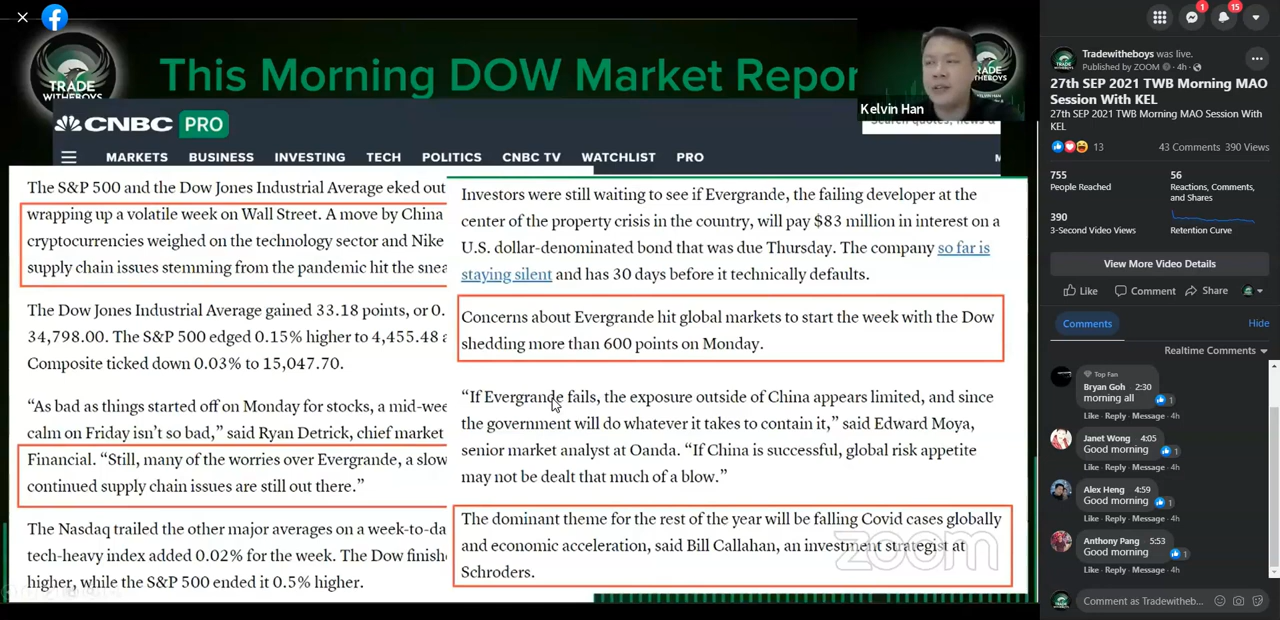 This Morning DOW Market Repor
TRADE
WITHEBOYS
Kelvin Han
CNBC PRO
MARKETS BUSINESS INVESTING TECH POLITICS CNBC TV WATCHLIST PRO
The S&P 500 and the Dow Jones Industrial Average eked out
wrapping up a volatile week on Wall Street. A move by China
cryptocurrencies weighed on the technology sector and Nike
supply chain issues stemming from the pandemic hit the snea
The Dow Jones Industrial Average gained 33.18 points, or 0.
34,798.00. The S&P 500 edged 0.15% higher to 4,455.48 a
Composite ticked down 0.03% to 15,047.70.
“As bad as things started off on Monday for stocks, a mid-wee
calm on Friday isn’t so bad,” said Ryan Detrick, chief market
Financial. “Still, many of the worries over Evergrande, a slow
continued supply chain issues are still out there.”
The Nasdaq trailed the other major averages on a week-to-da
tech-heavy index added 0.02% for the week. The Dow finish
higher, while the S&P 500 ended it 0.5% higher.
Investors were still waiting to see if Evergrande, the failing developer at the
center of the property crisis in the country, will pay $83 million in interest on a
U.S. dollar-denominated bond that was due Thursday. The company so far is
staying silent and has 30 days before it technically defaults.
Concerns about Evergrande hit global markets to start the week with the Dow
shedding more than 600 points on Monday.
“If Evergrande fails, the exposure outside of China appears limited, and since
the government will do whatever it takes to contain it,” said Edward Moya,
senior market analyst at Oanda. “If China is successful, global risk appetite
may not be dealt that much of a blow.”
The dominant theme for the rest of the year will be falling Covid cases globally
and economic acceleration, said Bill Callahan, an investment strategist at
Schroders.
zoom
1 15
Tradewitheboys was live.
Published by ZOOM · 4h ·
27th SEP 2021 TWB Morning MAO
Session With KEL
27th SEP 2021 TWB Morning MAO Session With
KEL
13 43 Comments 390 Views
755 56
People Reached Reactions, Comments,
and Shares
390
3-Second Video Views Retention Curve
View More Video Details
Like Comment Share
Comments Hide
Realtime Comments
Top Fan
Bryan Goh 2:30
morning all 1
Like · Reply · Message · 4h
Janet Wong 4:05
Good morning 1
Like · Reply · Message · 4h
Alex Heng 4:59
Good morning 1
Like · Reply · Message · 4h
Anthony Pang 5:53
Good morning 1
Like · Reply · Message · 4h
Comment as Tradewitheb...